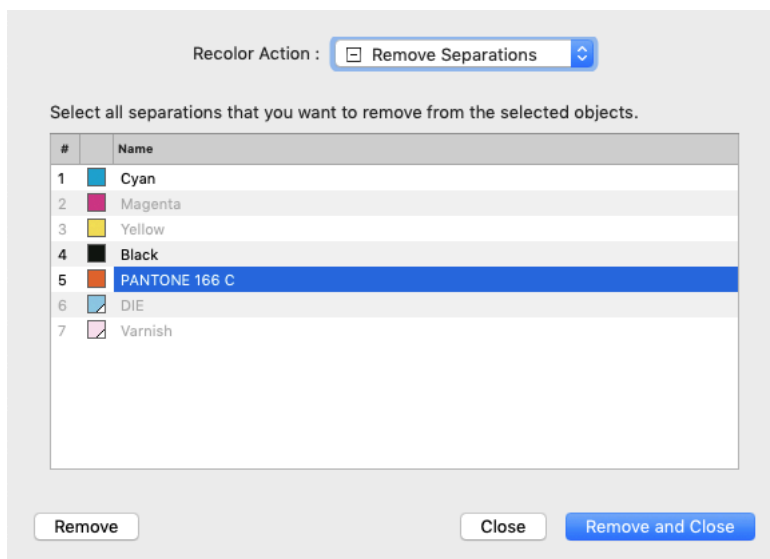 Recolor Action : Remove Separations
Select all separations that you want to remove from the selected objects.
# Name
1 Cyan
2 Magenta
3 Yellow
4 Black
5 PANTONE 166 C
6 DIE
7 Varnish
Remove Close Remove and Close